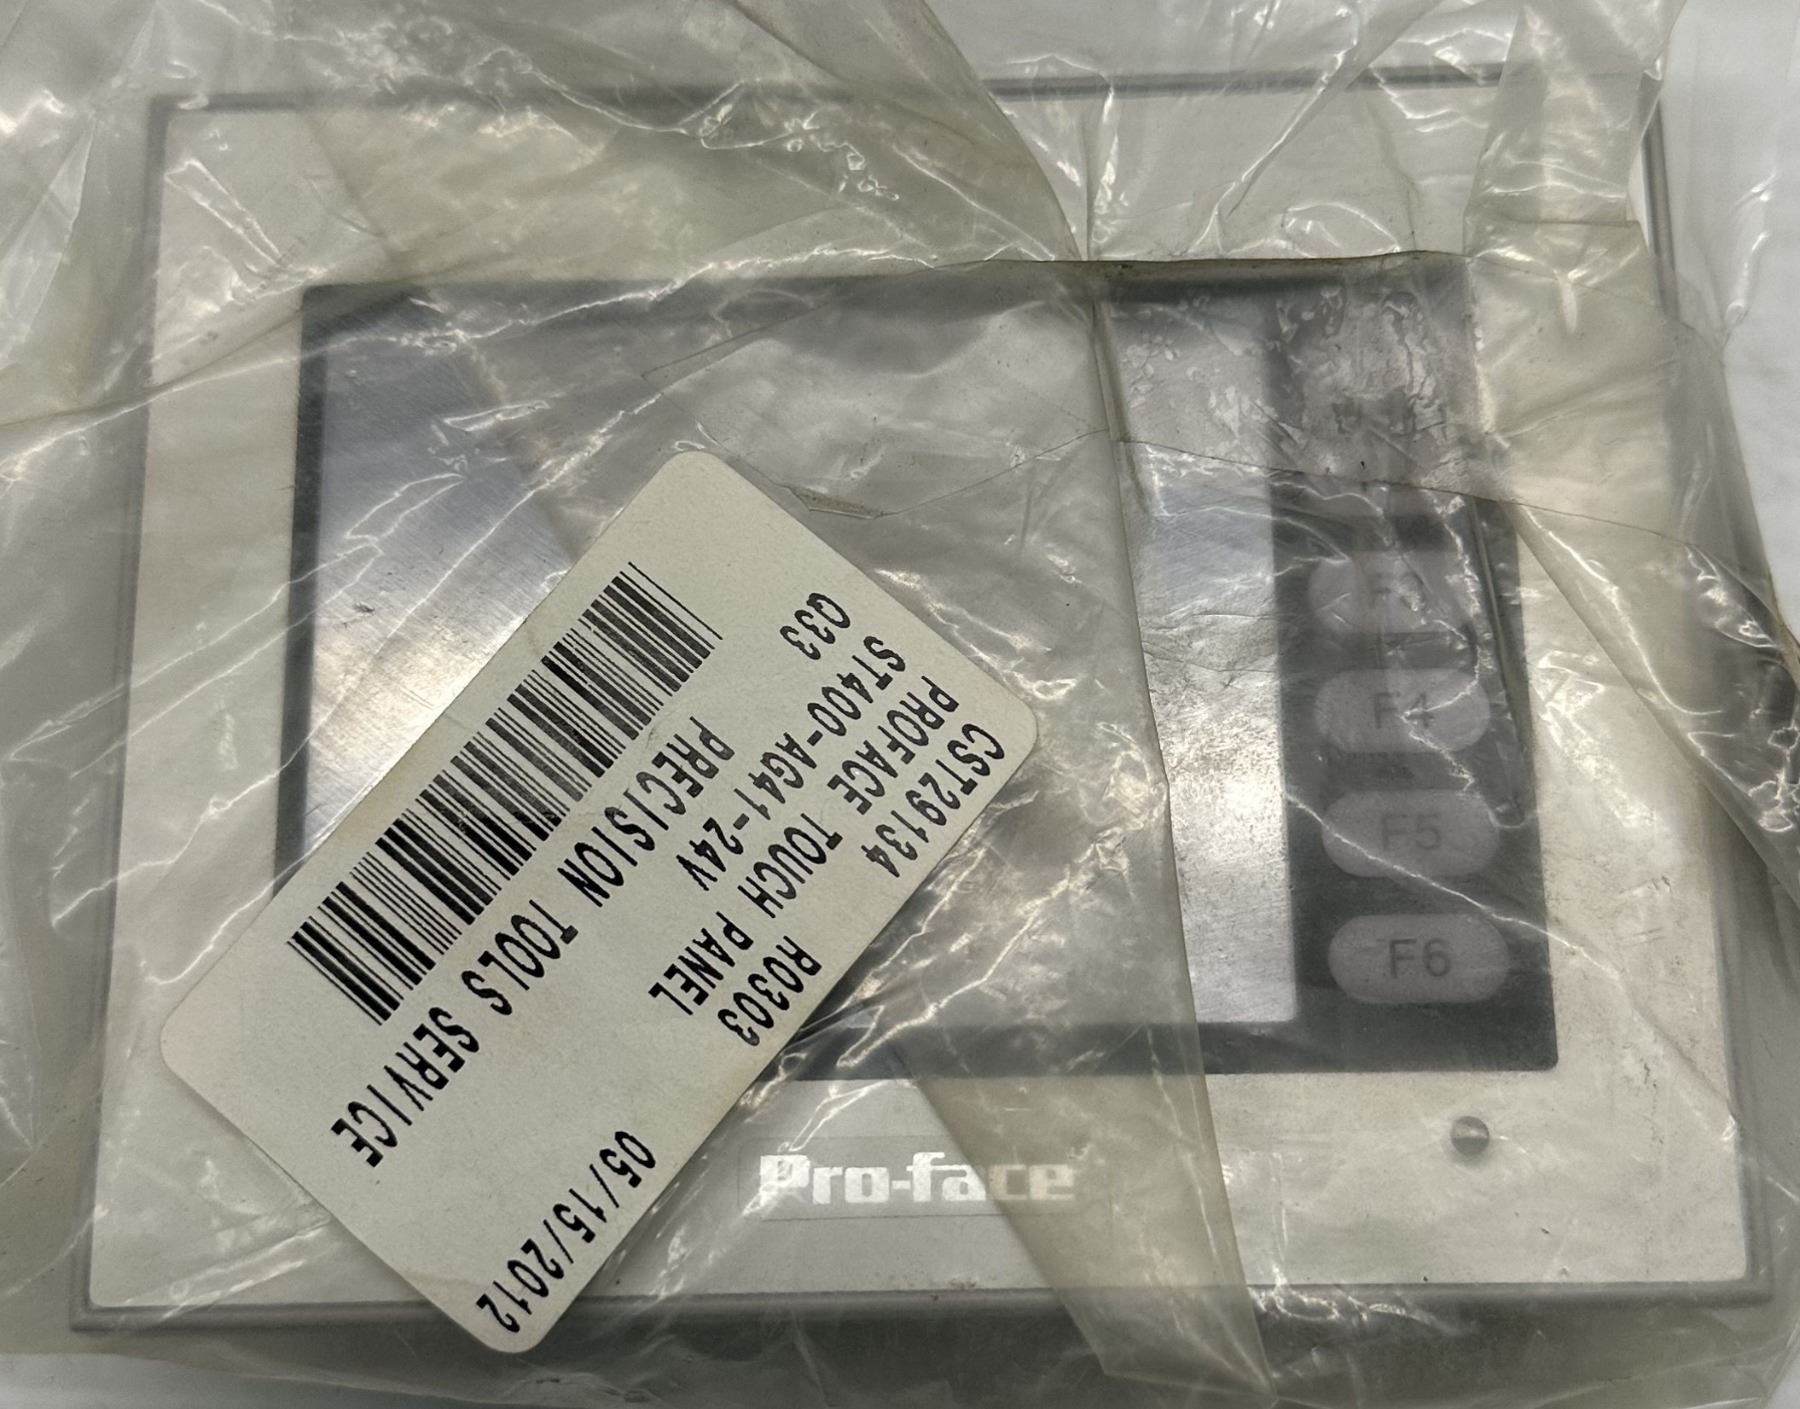 CST29134 R0303
PROFACE TOUCH PANEL
ST400-AG41-24V
Q33
PRECISION TOOLS SERVICE
05/15/2012
F4
F5
F6
Pro-face